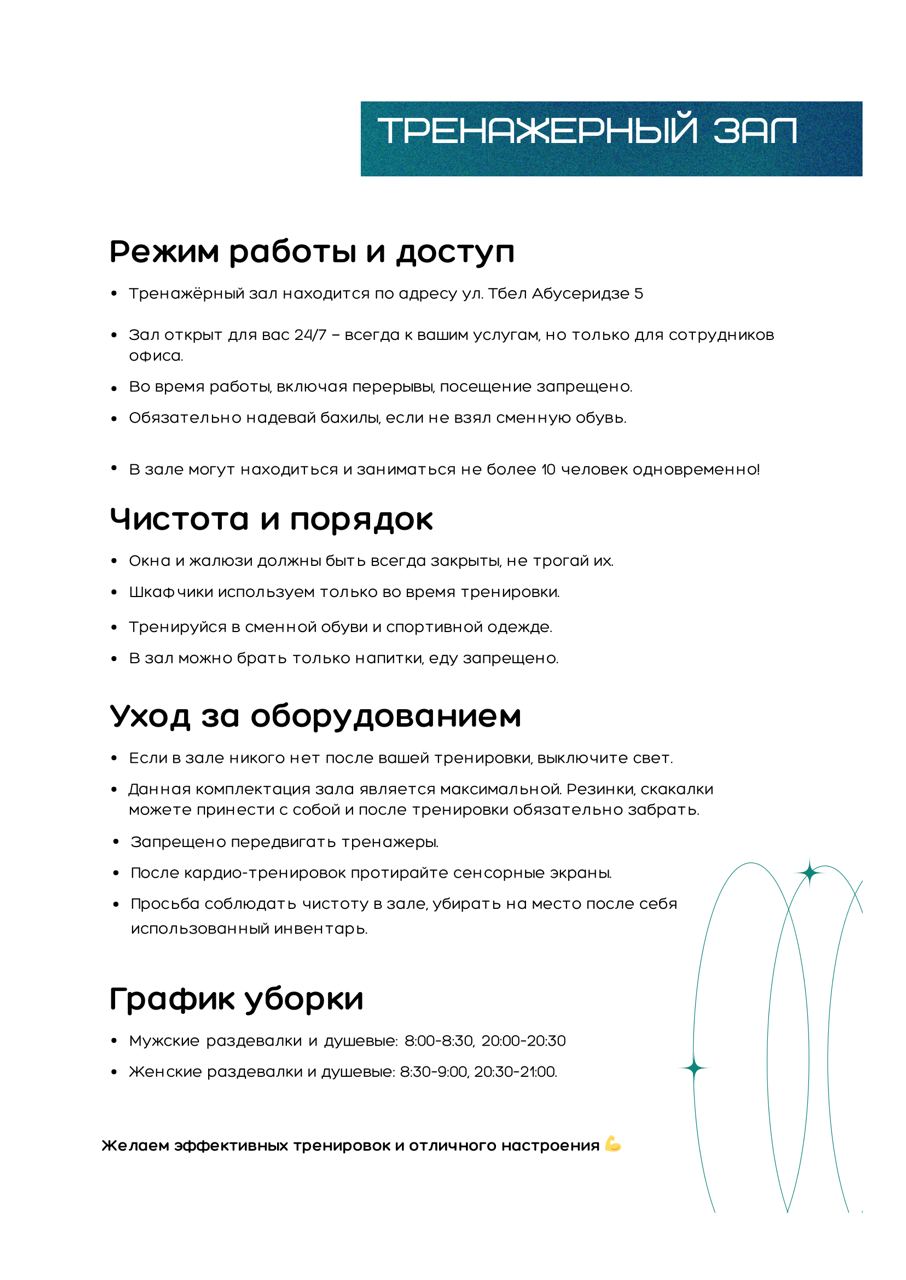 ТРЕНАЖЕРНЫЙ ЗАЛ
Режим работы и доступ
• Тренажёрный зал находится по адресу ул. Тбел Абусеридзе 5
• Зал открыт для вас 24/7 – всегда к вашим услугам, но только для сотрудников
офиса.
• Во время работы, включая перерывы, посещение запрещено.
• Обязательно надевай бахилы, если не взял сменную обувь.
• В зале могут находиться и заниматься не более 10 человек одновременно!
Чистота и порядок
• Окна и жалюзи должны быть всегда закрыты, не трогай их.
• Шкафчики используем только во время тренировки.
• Тренируйся в сменной обуви и спортивной одежде.
• В зал можно брать только напитки, еду запрещено.
Уход за оборудованием
• Если в зале никого нет после вашей тренировки, выключите свет.
• Данная комплектация зала является максимальной. Резинки, скакалки
можете принести с собой и после тренировки обязательно забрать.
• Запрещено передвигать тренажеры.
• После кардио-тренировок протирайте сенсорные экраны.
• Просьба соблюдать чистоту в зале, убирать на место после себя
использованный инвентарь.
График уборки
• Мужские раздевалки и душевые: 8:00-8:30, 20:00-20:30
• Женские раздевалки и душевые: 8:30-9:00, 20:30-21:00.
Желаем эффективных тренировок и отличного настроения 💪